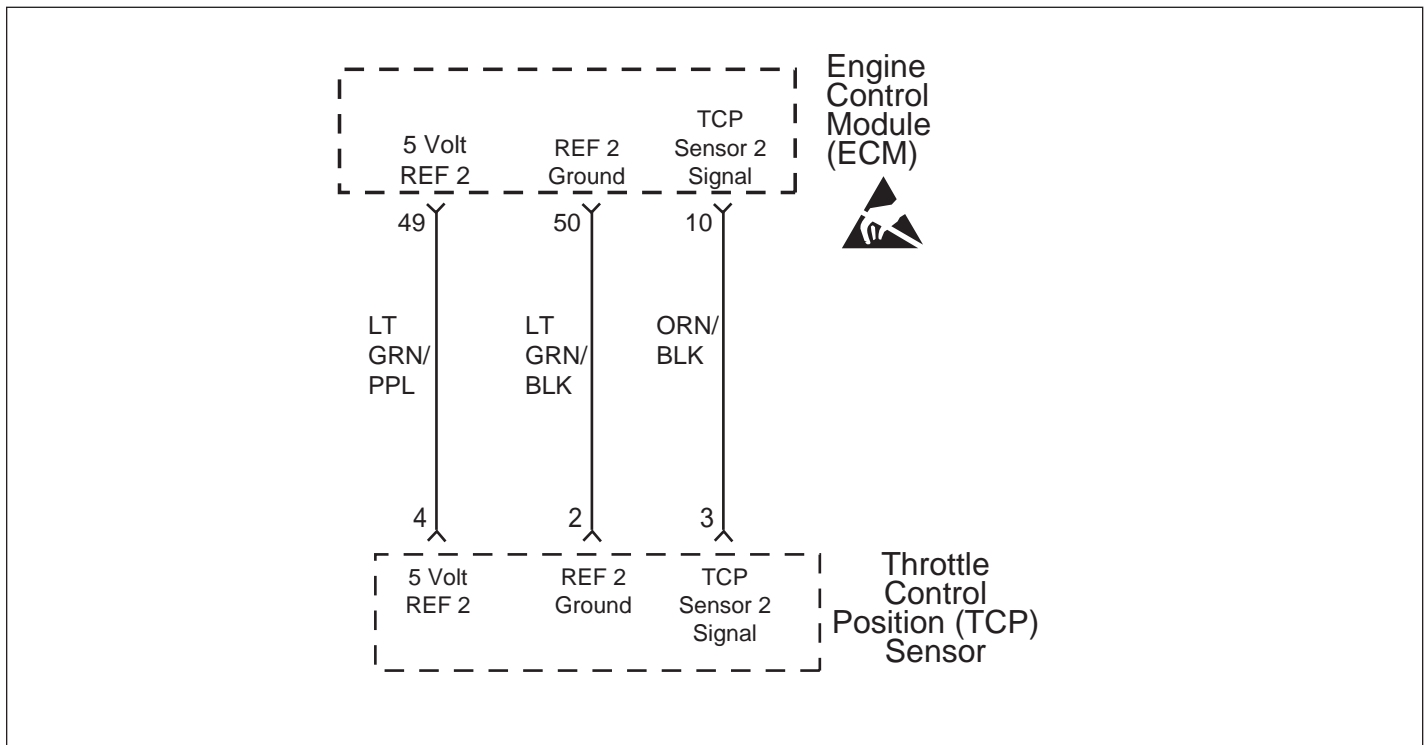 Engine
Control
Module
(ECM)
5 Volt
REF 2
REF 2
Ground
TCP
Sensor 2
Signal
49
50
10
LT
GRN/
PPL
LT
GRN/
BLK
ORN/
BLK
4
2
3
5 Volt
REF 2
REF 2
Ground
TCP
Sensor 2
Signal
Throttle
Control
Position (TCP)
Sensor